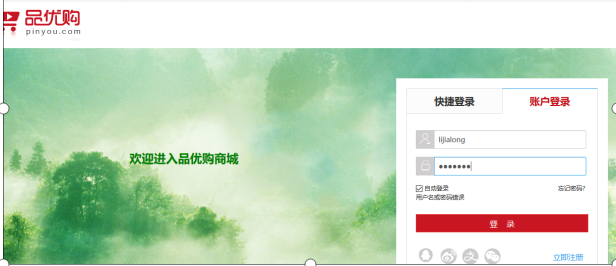 品优购
pinyou.com
快捷登录
账户登录
lijialong
欢迎进入品优购商城
•••••••
自动登录
忘记密码?
用户名或密码错误
登 录
立即注册